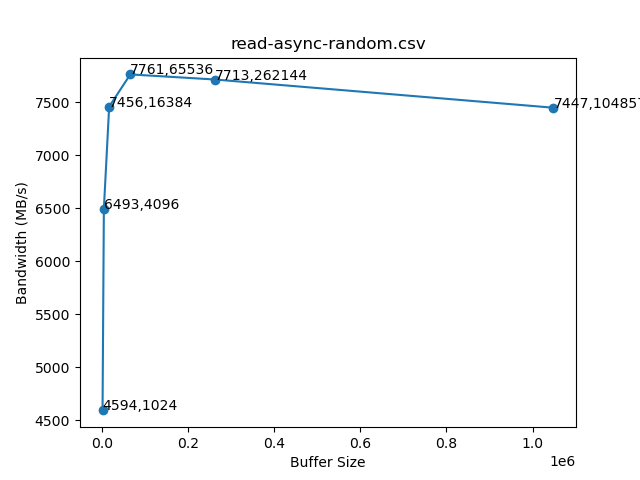 read-async-random.csv
7761,65536
7713,262144
7456,16384
7447,104857
6493,4096
4594,1024
7500
7000
6500
6000
5500
5000
4500
Bandwidth (MB/s)
0.0 0.2 0.4 0.6 0.8 1.0
1e6
Buffer Size